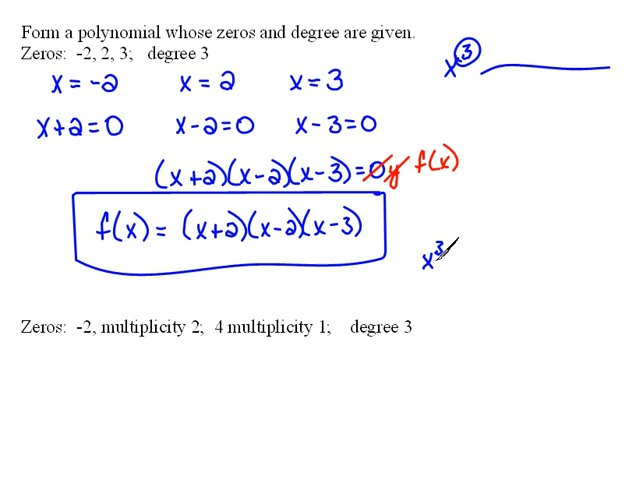 Form a polynomial whose zeros and degree are given.
Zeros: -2, 2, 3; degree 3
x³
x = -2 x = 2 x = 3
x+2=0 x-2=0 x-3=0
(x+2)(x-2)(x-3)=0y f(x)
f(x) = (x+2)(x-2)(x-3)
x³
Zeros: -2, multiplicity 2; 4 multiplicity 1; degree 3